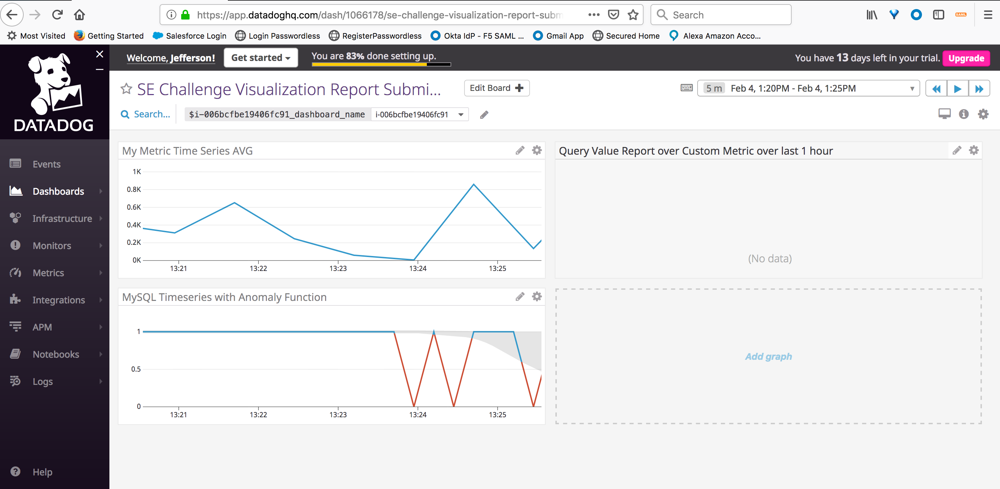 https://app.datadoghq.com/dash/1066178/se-challenge-visualization-report-subm
Search
SAML
Most Visited
Getting Started
Salesforce Login
Login Passwordless
RegisterPasswordless
Okta IdP - F5 SAML ...
Gmail App
Secured Home
Alexa Amazon Acco...
DATADOG
Welcome, Jefferson!
Get started
You are 83% done setting up.
You have 13 days left in your trial.
Upgrade
SE Challenge Visualization Report Submi...
Edit Board
5 m Feb 4, 1:20PM - Feb 4, 1:25PM
Search...
$i-006bcfbe19406fc91_dashboard_name
i-006bcfbe19406fc91
Events
Dashboards
Infrastructure
Monitors
Metrics
Integrations
APM
Notebooks
Logs
Help
My Metric Time Series AVG
1K
0.8K
0.6K
0.4K
0.2K
0K
13:21 13:22 13:23 13:24 13:25
Query Value Report over Custom Metric over last 1 hour
(No data)
MySQL Timeseries with Anomaly Function
1
0.5
0
13:21 13:22 13:23 13:24 13:25
Add graph